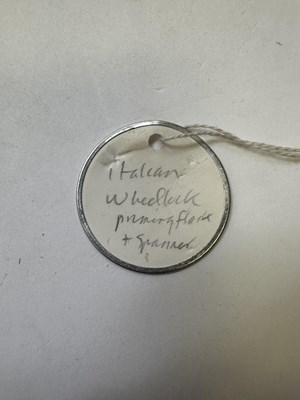 italian
wheellock
priming flask
+ spanner